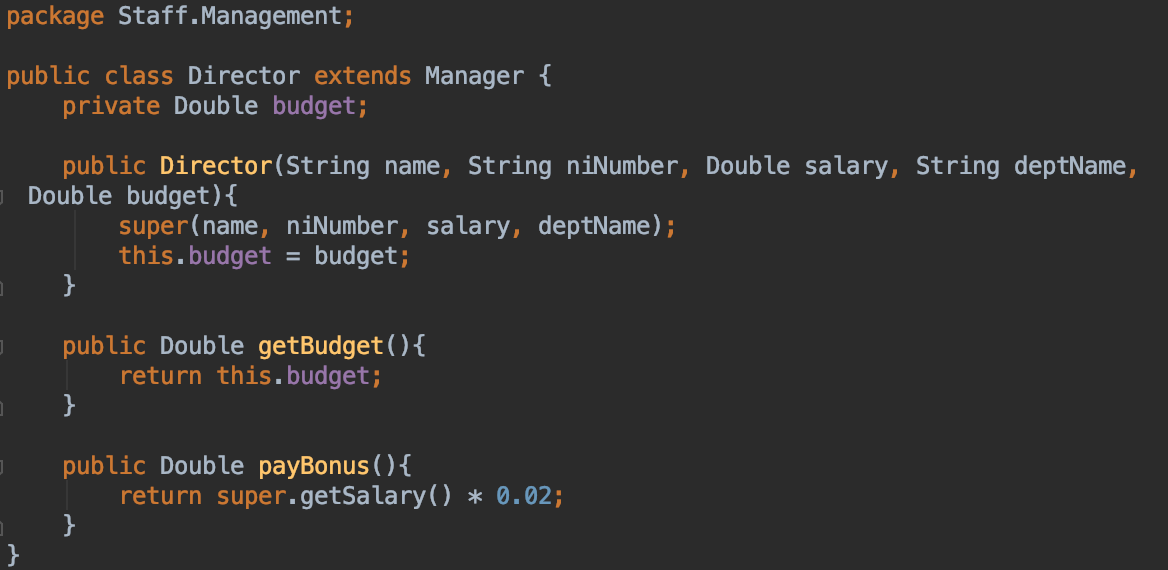 package Staff.Management;
public class Director extends Manager {
    private Double budget;
    public Director(String name, String niNumber, Double salary, String deptName,
 Double budget){
        super(name, niNumber, salary, deptName);
        this.budget = budget;
    }
    public Double getBudget(){
        return this.budget;
    }
    public Double payBonus(){
        return super.getSalary() * 0.02;
    }
}